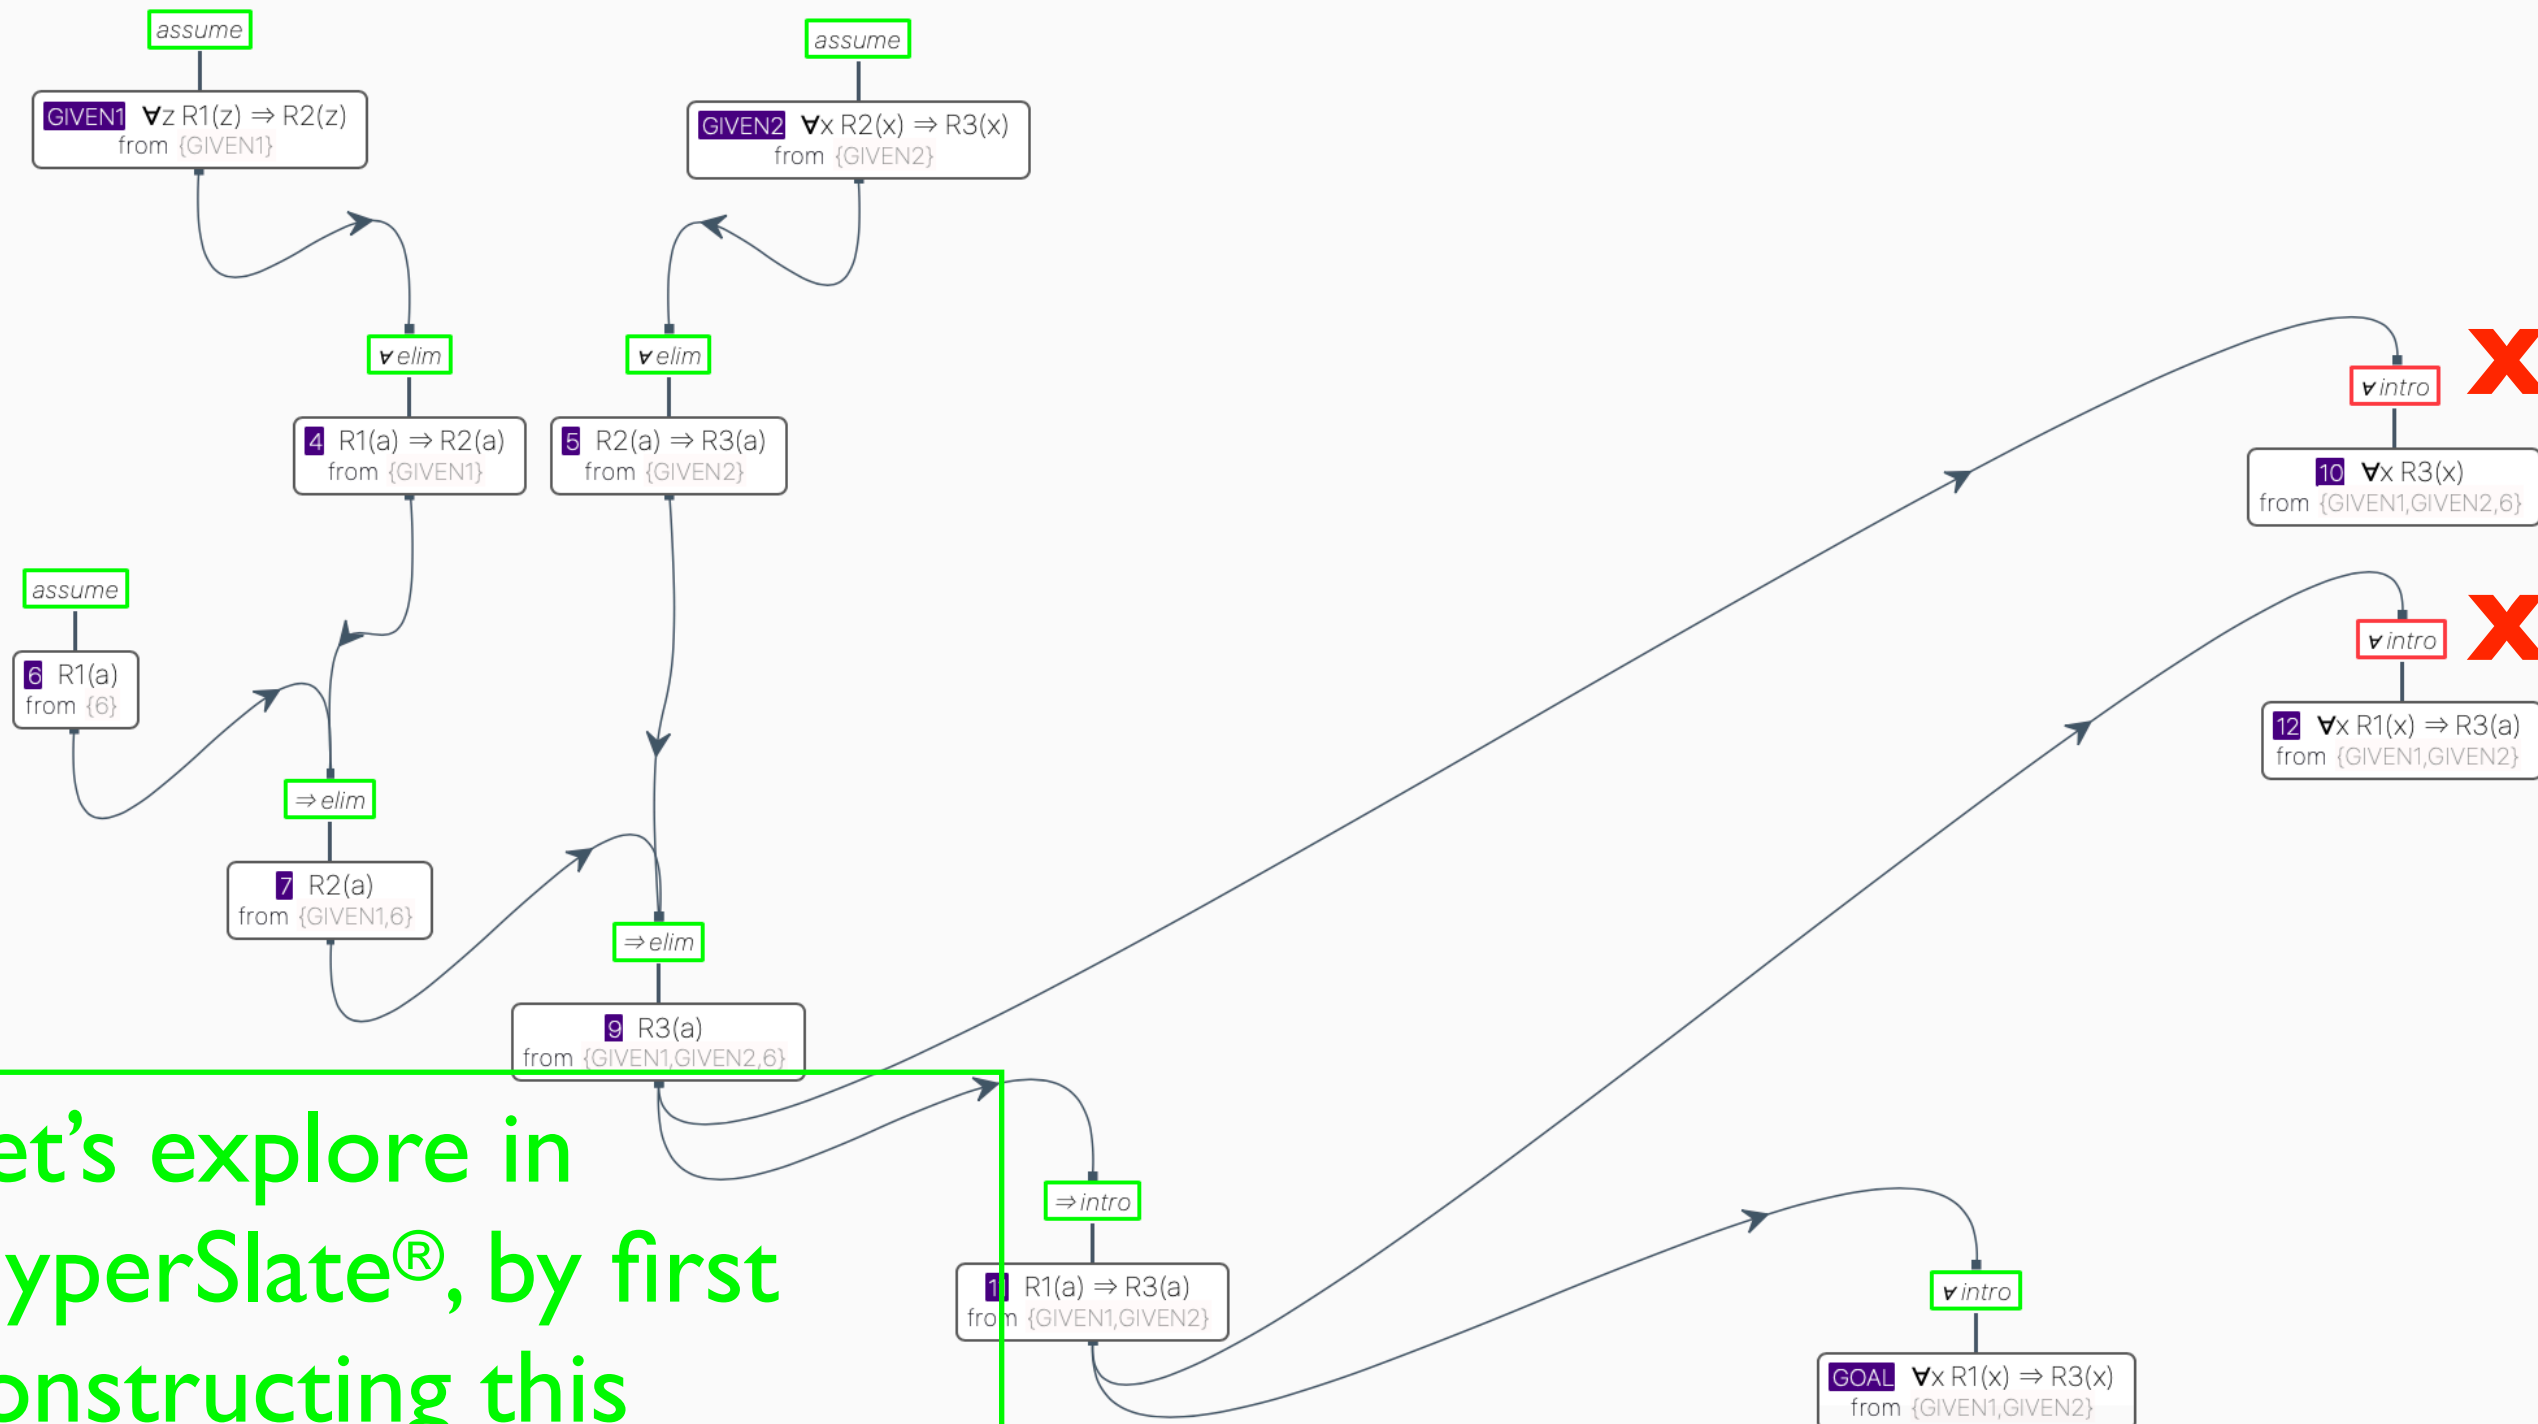 assume
GIVEN1 ∀z R1(z) ⇒ R2(z)
from {GIVEN1}
assume
GIVEN2 ∀x R2(x) ⇒ R3(x)
from {GIVEN2}
∀ elim
4 R1(a) ⇒ R2(a)
from {GIVEN1}
∀ elim
5 R2(a) ⇒ R3(a)
from {GIVEN2}
∀ intro
X
10 ∀x R3(x)
from {GIVEN1,GIVEN2,6}
assume
6 R1(a)
from {6}
∀ intro
X
12 ∀x R1(x) ⇒ R3(a)
from {GIVEN1,GIVEN2}
⇒ elim
7 R2(a)
from {GIVEN1,6}
⇒ elim
9 R3(a)
from {GIVEN1,GIVEN2,6}
et’s explore in
yperSlate®, by first
onstructing this
⇒ intro
11 R1(a) ⇒ R3(a)
from {GIVEN1,GIVEN2}
∀ intro
GOAL ∀x R1(x) ⇒ R3(x)
from {GIVEN1,GIVEN2}